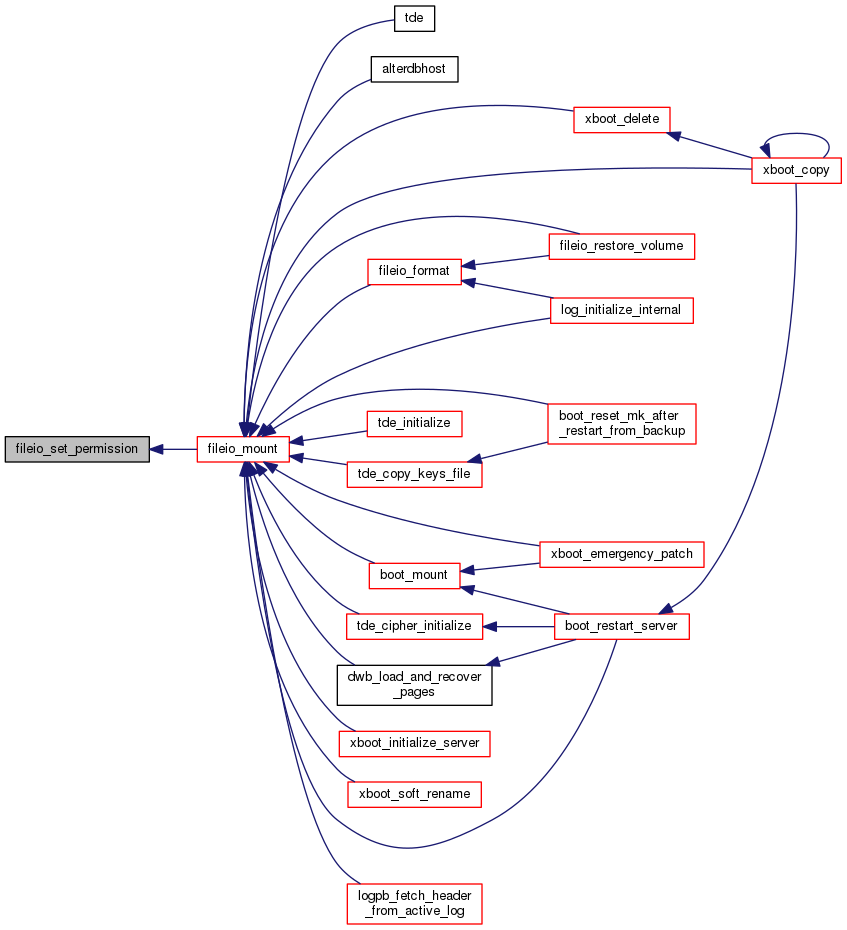 tde
alterdbhost
xboot_delete
xboot_copy
fileio_restore_volume
fileio_format
log_initialize_internal
boot_reset_mk_after
_restart_from_backup
tde_initialize
fileio_set_permission
fileio_mount
tde_copy_keys_file
xboot_emergency_patch
boot_mount
tde_cipher_initialize
boot_restart_server
dwb_load_and_recover
_pages
xboot_initialize_server
xboot_soft_rename
logpb_fetch_header
_from_active_log